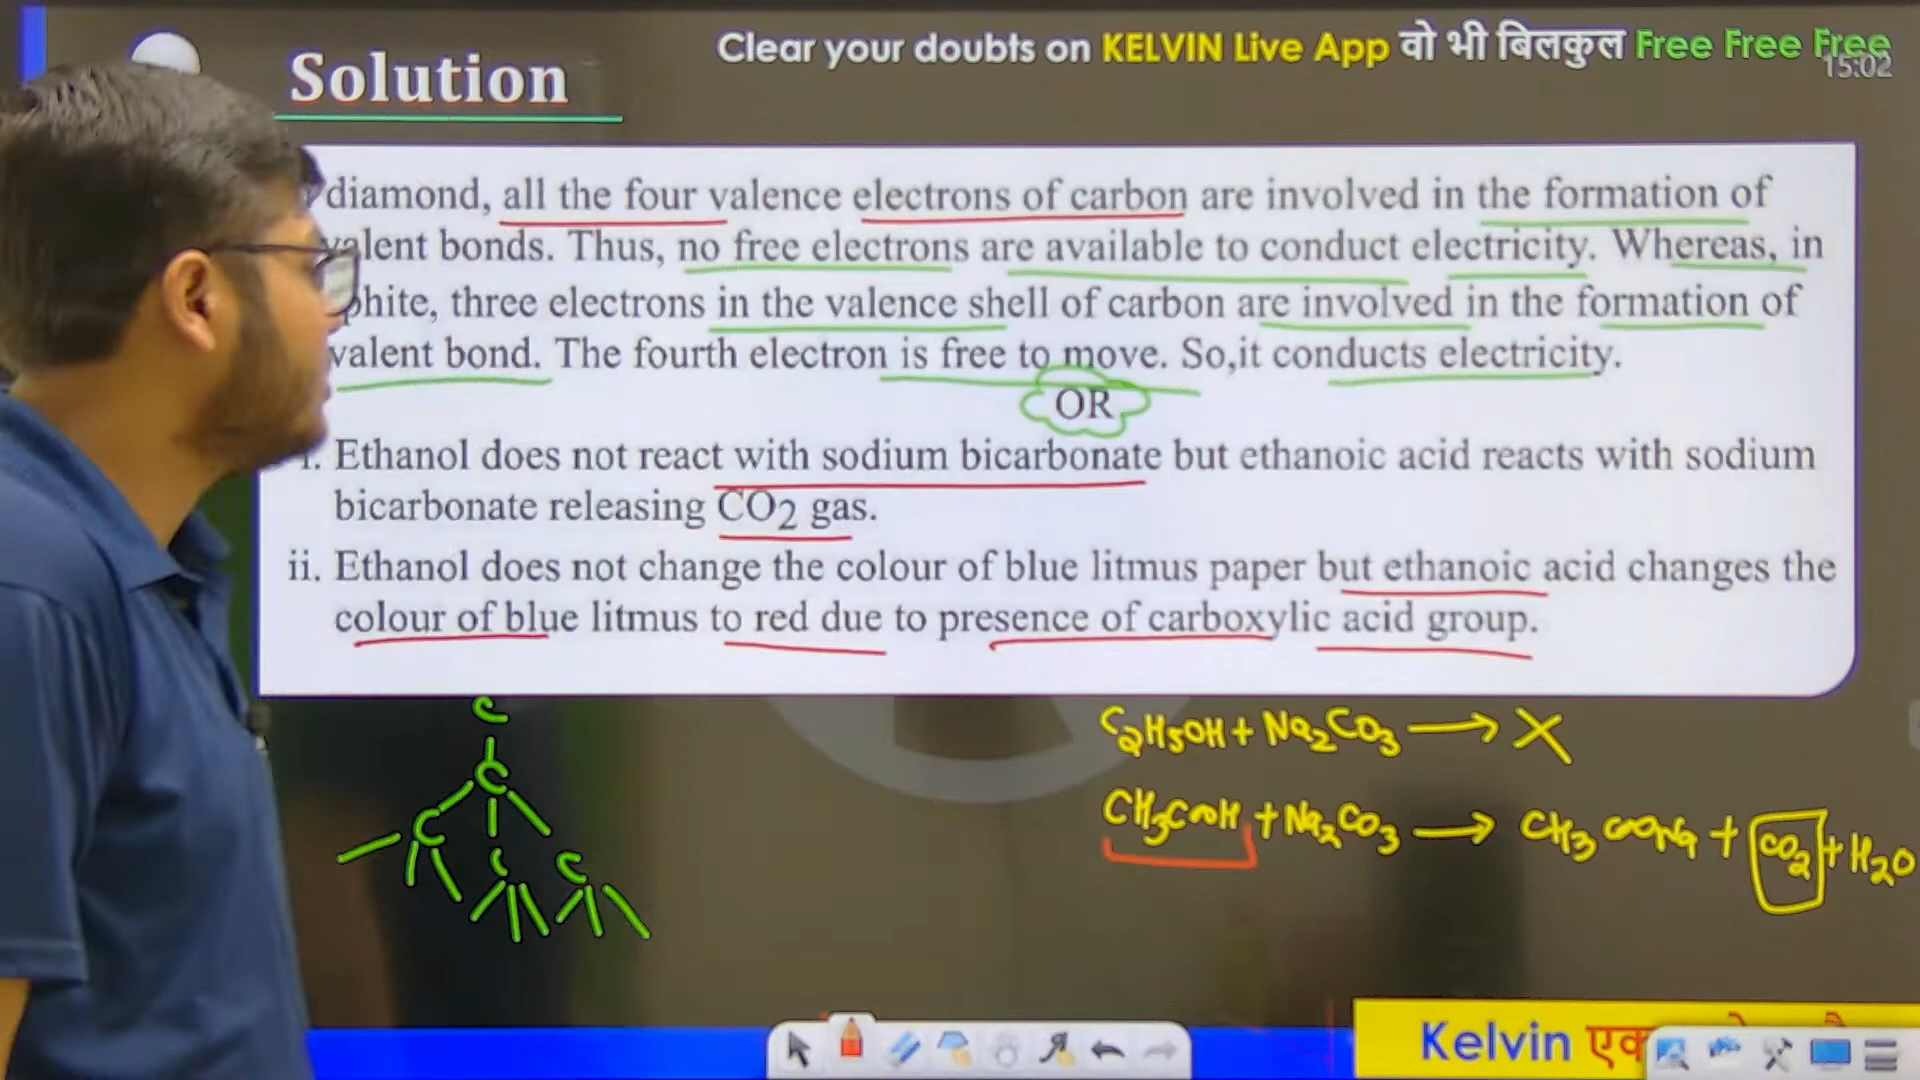 Clear your doubts on KELVIN Live App वो भी बिलकुल Free Free Free
15:02
Solution
diamond, all the four valence electrons of carbon are involved in the formation of
valent bonds. Thus, no free electrons are available to conduct electricity. Whereas, in
phite, three electrons in the valence shell of carbon are involved in the formation of
valent bond. The fourth electron is free to move. So,it conducts electricity.
OR
i. Ethanol does not react with sodium bicarbonate but ethanoic acid reacts with sodium
bicarbonate releasing CO2 gas.
ii. Ethanol does not change the colour of blue litmus paper but ethanoic acid changes the
colour of blue litmus to red due to presence of carboxylic acid group.
C
C
C
C C
C2H5OH + Na2CO3 → X
CH3COOH + Na2CO3 → CH3COONa + CO2 + H2O
Kelvin